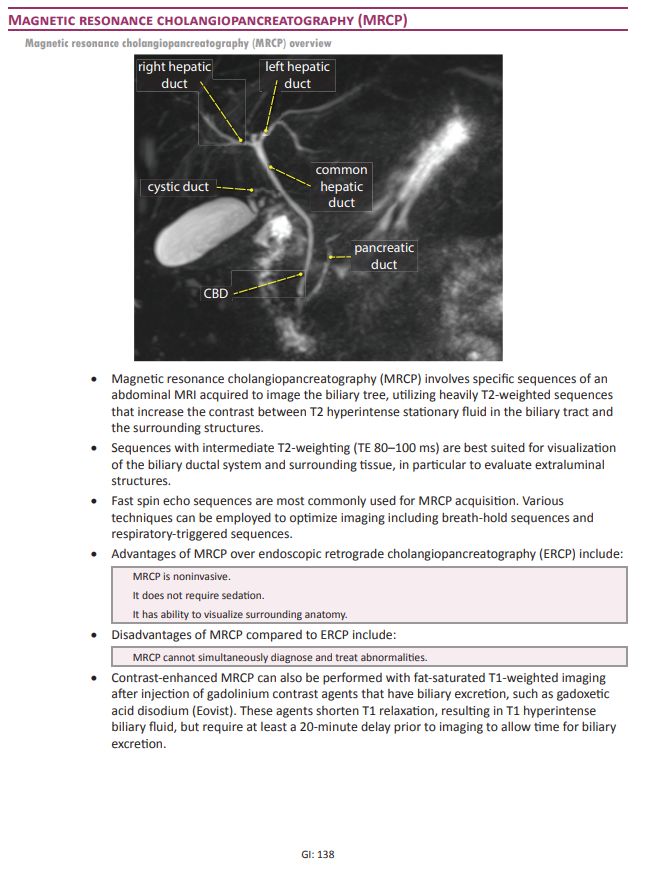 MAGNETIC RESONANCE CHOLANGIOPANCREATOGRAPHY (MRCP)
Magnetic resonance cholangiopancreatography (MRCP) overview
right hepatic
duct
left hepatic
duct
common
hepatic
duct
cystic duct
pancreatic
duct
CBD
• Magnetic resonance cholangiopancreatography (MRCP) involves specific sequences of an
abdominal MRI acquired to image the biliary tree, utilizing heavily T2-weighted sequences
that increase the contrast between T2 hyperintense stationary fluid in the biliary tract and
the surrounding structures.
• Sequences with intermediate T2-weighting (TE 80–100 ms) are best suited for visualization
of the biliary ductal system and surrounding tissue, in particular to evaluate extraluminal
structures.
• Fast spin echo sequences are most commonly used for MRCP acquisition. Various
techniques can be employed to optimize imaging including breath-hold sequences and
respiratory-triggered sequences.
• Advantages of MRCP over endoscopic retrograde cholangiopancreatography (ERCP) include:
MRCP is noninvasive.
It does not require sedation.
It has ability to visualize surrounding anatomy.
• Disadvantages of MRCP compared to ERCP include:
MRCP cannot simultaneously diagnose and treat abnormalities.
• Contrast-enhanced MRCP can also be performed with fat-saturated T1-weighted imaging
after injection of gadolinium contrast agents that have biliary excretion, such as gadoxetic
acid disodium (Eovist). These agents shorten T1 relaxation, resulting in T1 hyperintense
biliary fluid, but require at least a 20-minute delay prior to imaging to allow time for biliary
excretion.
GI: 138